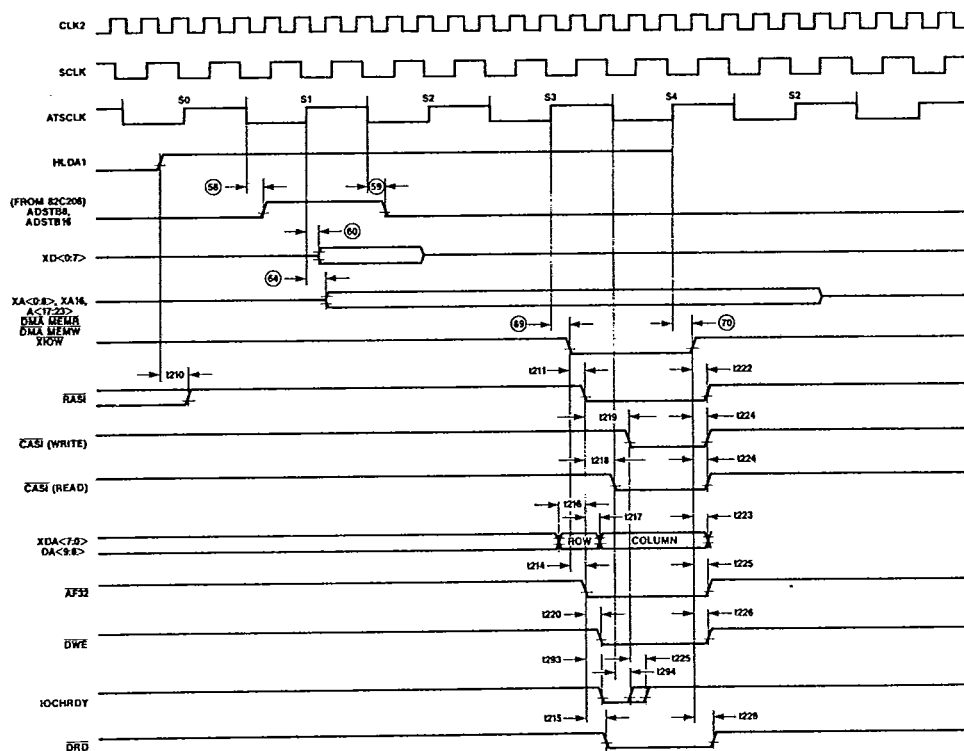 CLK2
SCLK
S0 S1 S2 S3 S4 S2
ATSCLK
HLDA1
58 59
(FROM 82C206)
ADSTB8,
ADSTB16
60
XD<0:7>
64
XA<0:8>, XA16,
A<17:23>
DMA MEMR
DMA MEMW
XIOW
69 70
t210 t211 t222
RASI
t219 t224
CASI (WRITE)
t218 t224
CASI (READ)
t216
t217 t223
XDA<7:0>
DA<9:8>
ROW COLUMN
t214 t225
AF32
t220 t226
DWE
t293 t225
t294
IOCHRDY
t215 t228
DRD